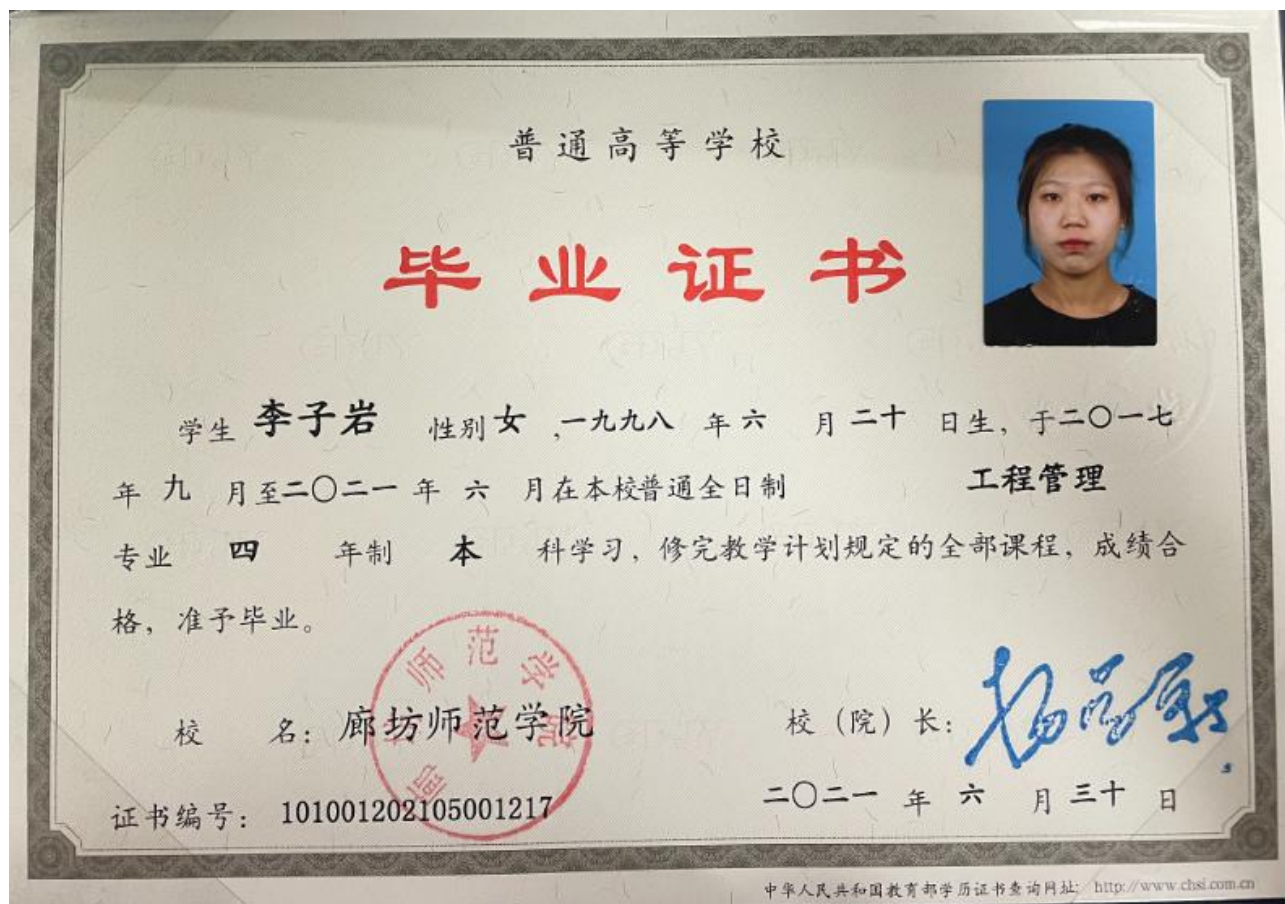 普通高等学校
毕业证书
学生 李子岩 性别 女 ,一九九八 年 六 月 二十 日生，于二〇一七
年 九 月至二〇二一 年 六 月在本校普通全日制 工程管理
专业 四 年制 本 科学习，修完教学计划规定的全部课程，成绩合
格，准予毕业。
师范学院
校 名：廊坊师范学院 校（院）长：
证书编号：101001202105001217 二〇二一 年 六 月 三十 日
中华人民共和国教育部学历证书查询网址：http://www.chsi.com.cn